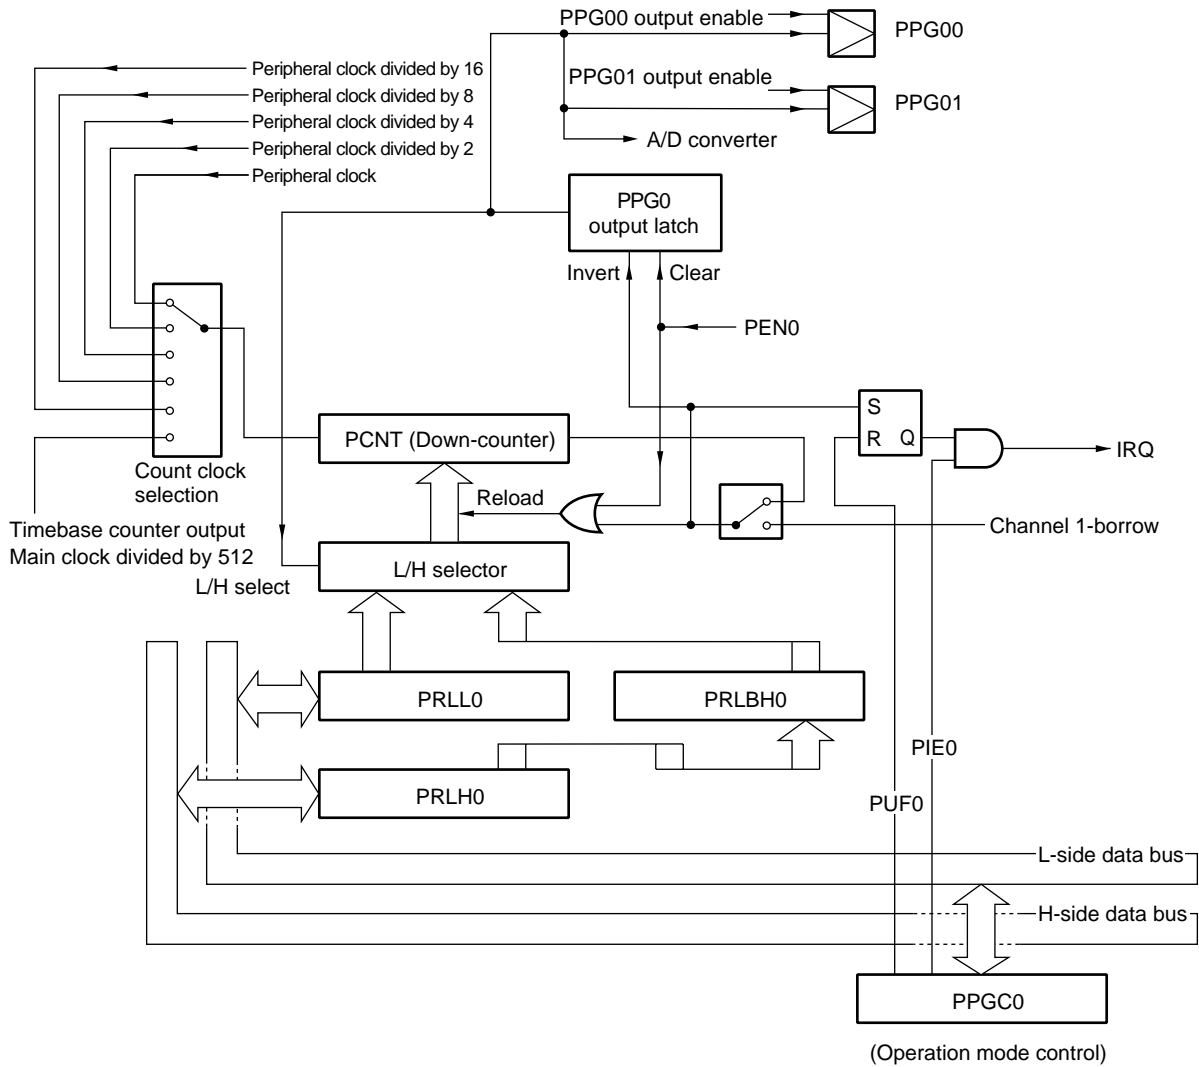 PPG00 output enable
PPG00
Peripheral clock divided by 16
Peripheral clock divided by 8
Peripheral clock divided by 4
Peripheral clock divided by 2
Peripheral clock
PPG01 output enable
PPG01
A/D converter
PPG0
output latch
Invert
Clear
PEN0
S
R
Q
IRQ
PCNT (Down-counter)
Count clock
selection
Reload
Timebase counter output
Main clock divided by 512
Channel 1-borrow
L/H selector
L/H select
PRLL0
PRLBH0
PIE0
PRLH0
PUF0
L-side data bus
H-side data bus
PPGC0
(Operation mode control)